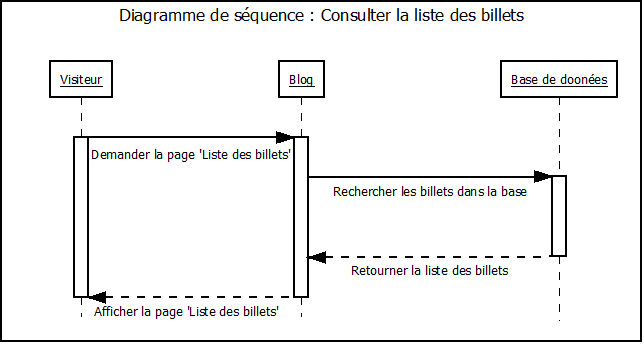 Diagramme de séquence : Consulter la liste des billets
Visiteur
Blog
Base de doonées
Demander la page 'Liste des billets'
Rechercher les billets dans la base
Retourner la liste des billets
Afficher la page 'Liste des billets'